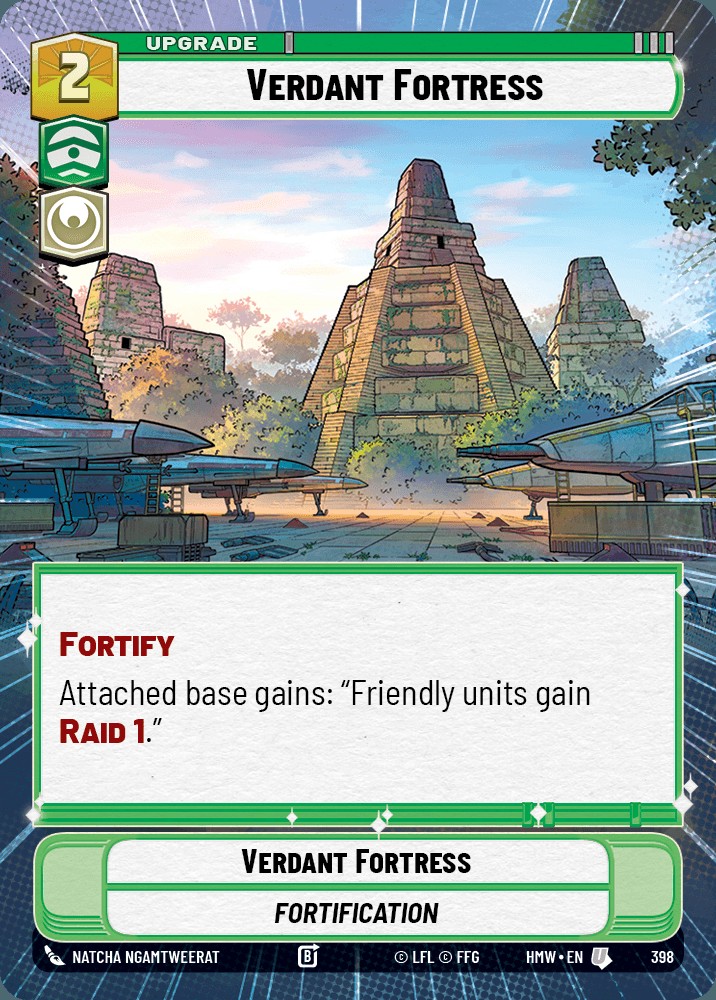 UPGRADE
2
VERDANT FORTRESS
FORTIFY
Attached base gains: “Friendly units gain
RAID 1.”
VERDANT FORTRESS
FORTIFICATION
NATCHA NGAMTWEERAT
B
© LFL © FFG
HMW • EN
U
398